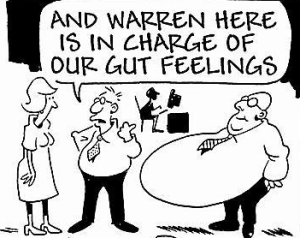 AND WARREN HERE
IS IN CHARGE OF
OUR GUT FEELINGS